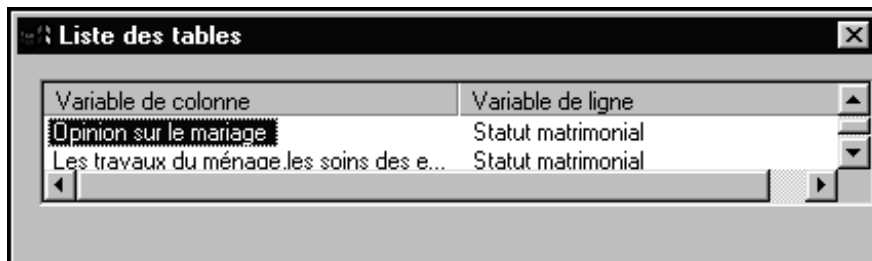 Liste des tables
Variable de colonne Variable de ligne
Opinion sur le mariage Statut matrimonial
Les travaux du ménage,les soins des e... Statut matrimonial